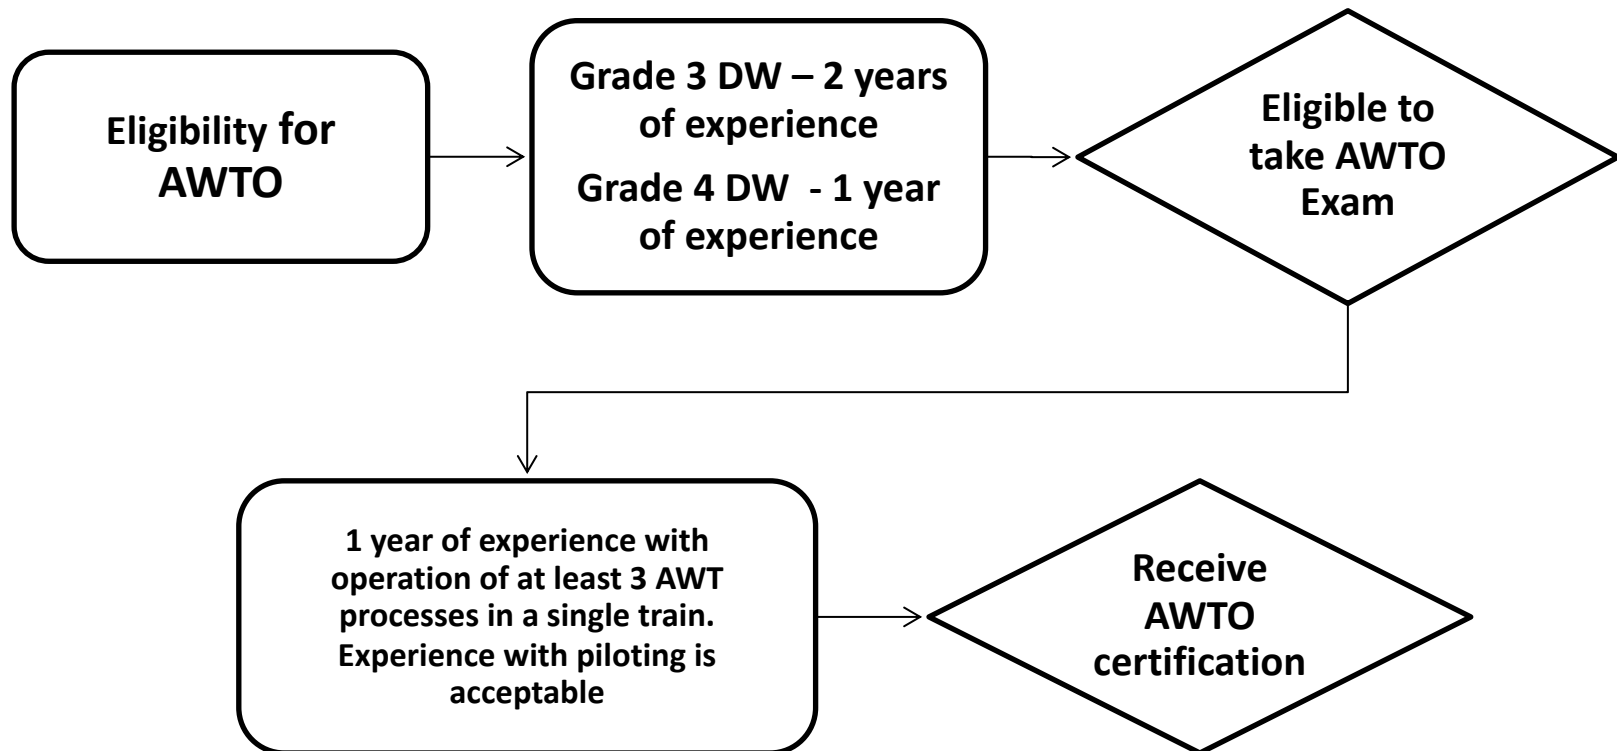 Eligibility for
AWTO
Grade 3 DW – 2 years
of experience
Grade 4 DW - 1 year
of experience
Eligible to
take AWTO
Exam
1 year of experience with
operation of at least 3 AWT
processes in a single train.
Experience with piloting is
acceptable
Receive
AWTO
certification